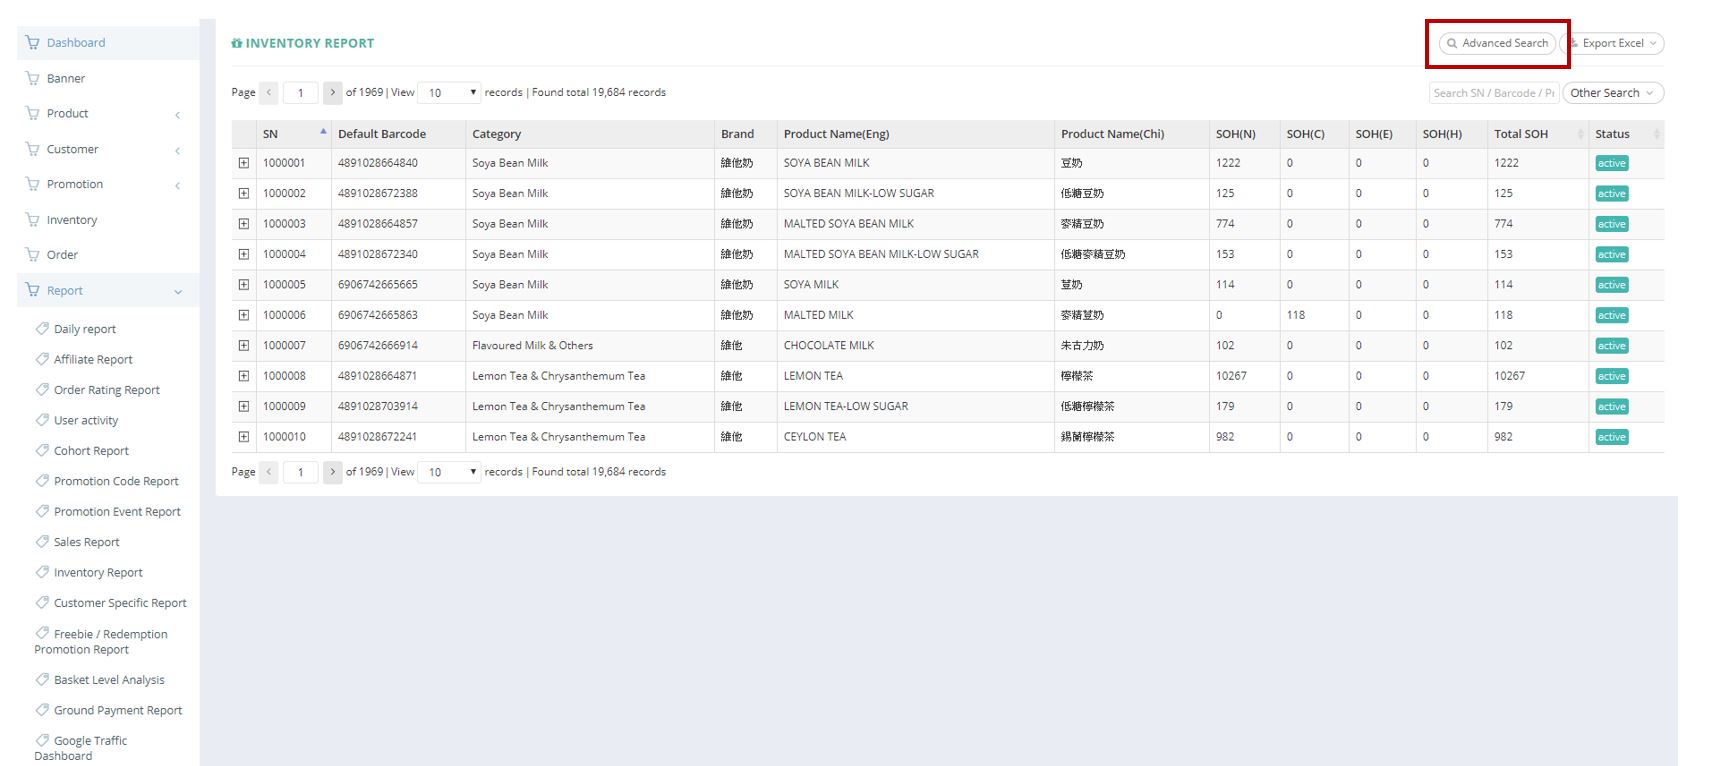 Dashboard
Banner
Product
Customer
Promotion
Inventory
Order
Report
Daily report
Affiliate Report
Order Rating Report
User activity
Cohort Report
Promotion Code Report
Promotion Event Report
Sales Report
Inventory Report
Customer Specific Report
Freebie / Redemption
Promotion Report
Basket Level Analysis
Ground Payment Report
Google Traffic
Dashboard
INVENTORY REPORT
Advanced Search
Export Excel
Page 1 of 1969 | View 10 records | Found total 19,684 records
Search SN / Barcode / Pr
Other Search
SN Default Barcode Category Brand Product Name(Eng) Product Name(Chi) SOH(N) SOH(C) SOH(E) SOH(H) Total SOH Status
1000001 4891028664840 Soya Bean Milk 維他奶 SOYA BEAN MILK 豆奶 1222 0 0 0 1222 active
1000002 4891028672388 Soya Bean Milk 維他奶 SOYA BEAN MILK-LOW SUGAR 低糖豆奶 125 0 0 0 125 active
1000003 4891028664857 Soya Bean Milk 維他奶 MALTED SOYA BEAN MILK 麥精豆奶 774 0 0 0 774 active
1000004 4891028672340 Soya Bean Milk 維他奶 MALTED SOYA BEAN MILK-LOW SUGAR 低糖麥精豆奶 153 0 0 0 153 active
1000005 6906742665665 Soya Bean Milk 維他奶 SOYA MILK 荳奶 114 0 0 0 114 active
1000006 6906742665863 Soya Bean Milk 維他奶 MALTED MILK 麥精荳奶 0 118 0 0 118 active
1000007 6906742666914 Flavoured Milk & Others 維他 CHOCOLATE MILK 朱古力奶 102 0 0 0 102 active
1000008 4891028664871 Lemon Tea & Chrysanthemum Tea 維他 LEMON TEA 檸檬茶 10267 0 0 0 10267 active
1000009 4891028703914 Lemon Tea & Chrysanthemum Tea 維他 LEMON TEA-LOW SUGAR 低糖檸檬茶 179 0 0 0 179 active
1000010 4891028672241 Lemon Tea & Chrysanthemum Tea 維他 CEYLON TEA 錫蘭檸檬茶 982 0 0 0 982 active
Page 1 of 1969 | View 10 records | Found total 19,684 records